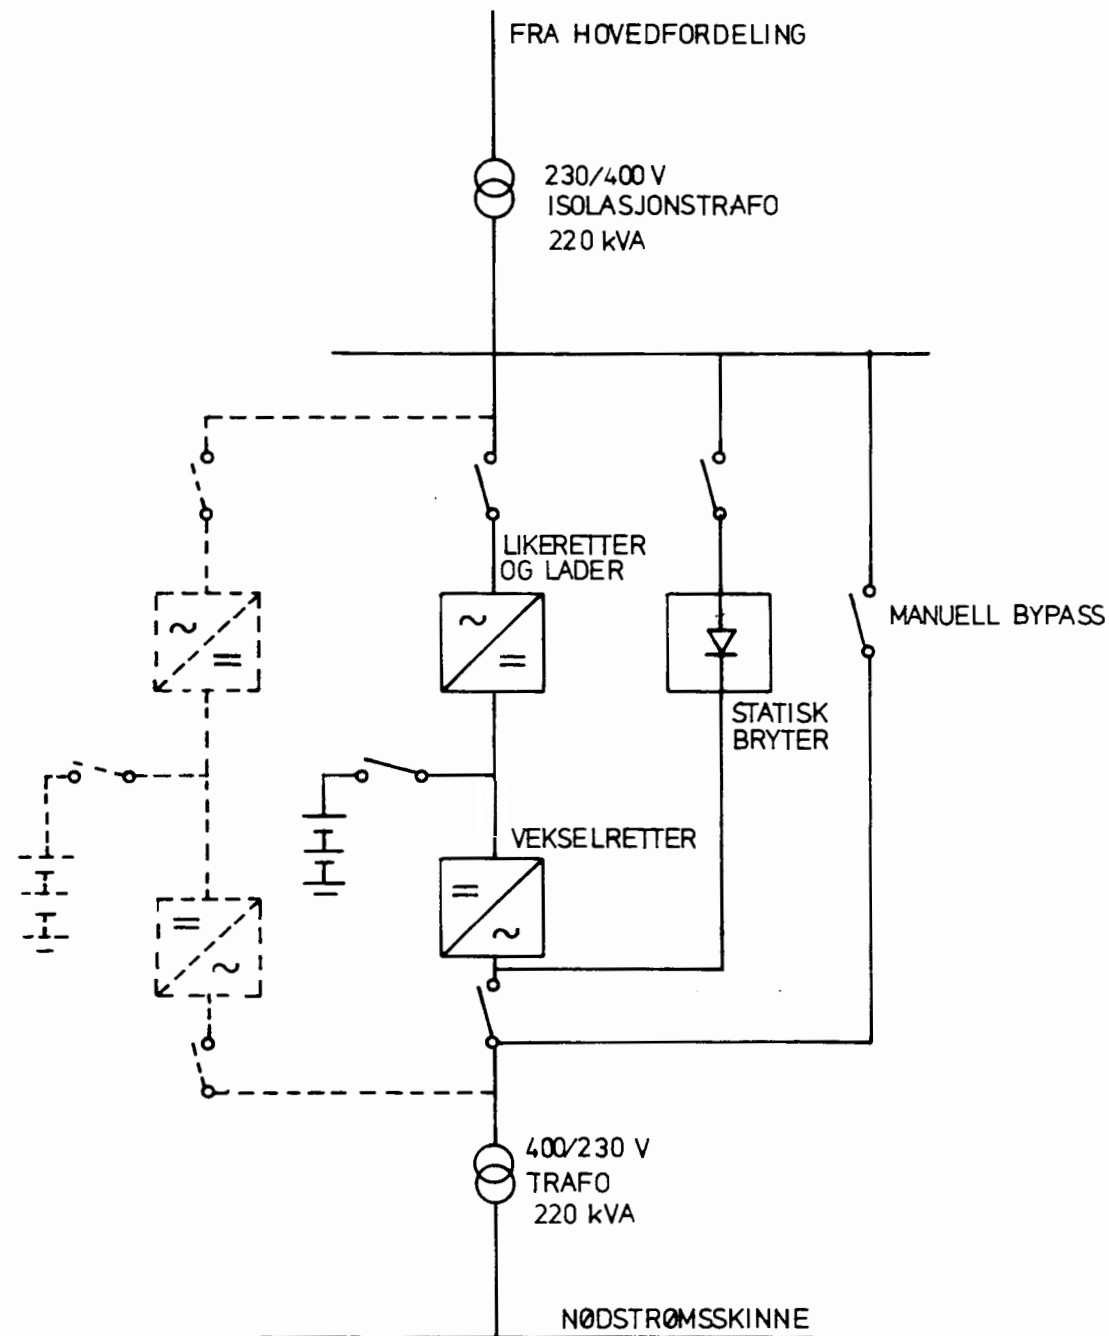 FRA HOVEDFORDELING
230/400 V
ISOLASJONSTRAFO
220 kVA
LIKERETTER
OG LADER
MANUELL BYPASS
STATISK
BRYTER
VEKSELRETTER
400/230 V
TRAFO
220 kVA
NØDSTRØMSSKINNE